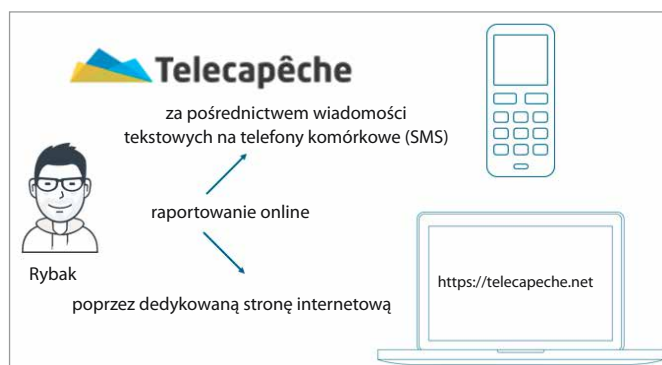 Telecapêche
za pośrednictwem wiadomości
tekstowych na telefony komórkowe (SMS)
raportowanie online
Rybak
https://telecapeche.net
poprzez dedykowaną stronę internetową